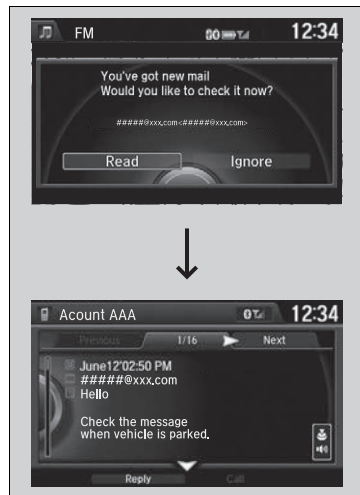 FM 12:34
You've got new mail
Would you like to check it now?
#####@xxx.com<#####@xxx.com>
Read Ignore
Acount AAA 12:34
Previous 1/16 Next
June12'02:50 PM
#####@xxx.com
Hello
Check the message
when vehicle is parked.
Reply Call